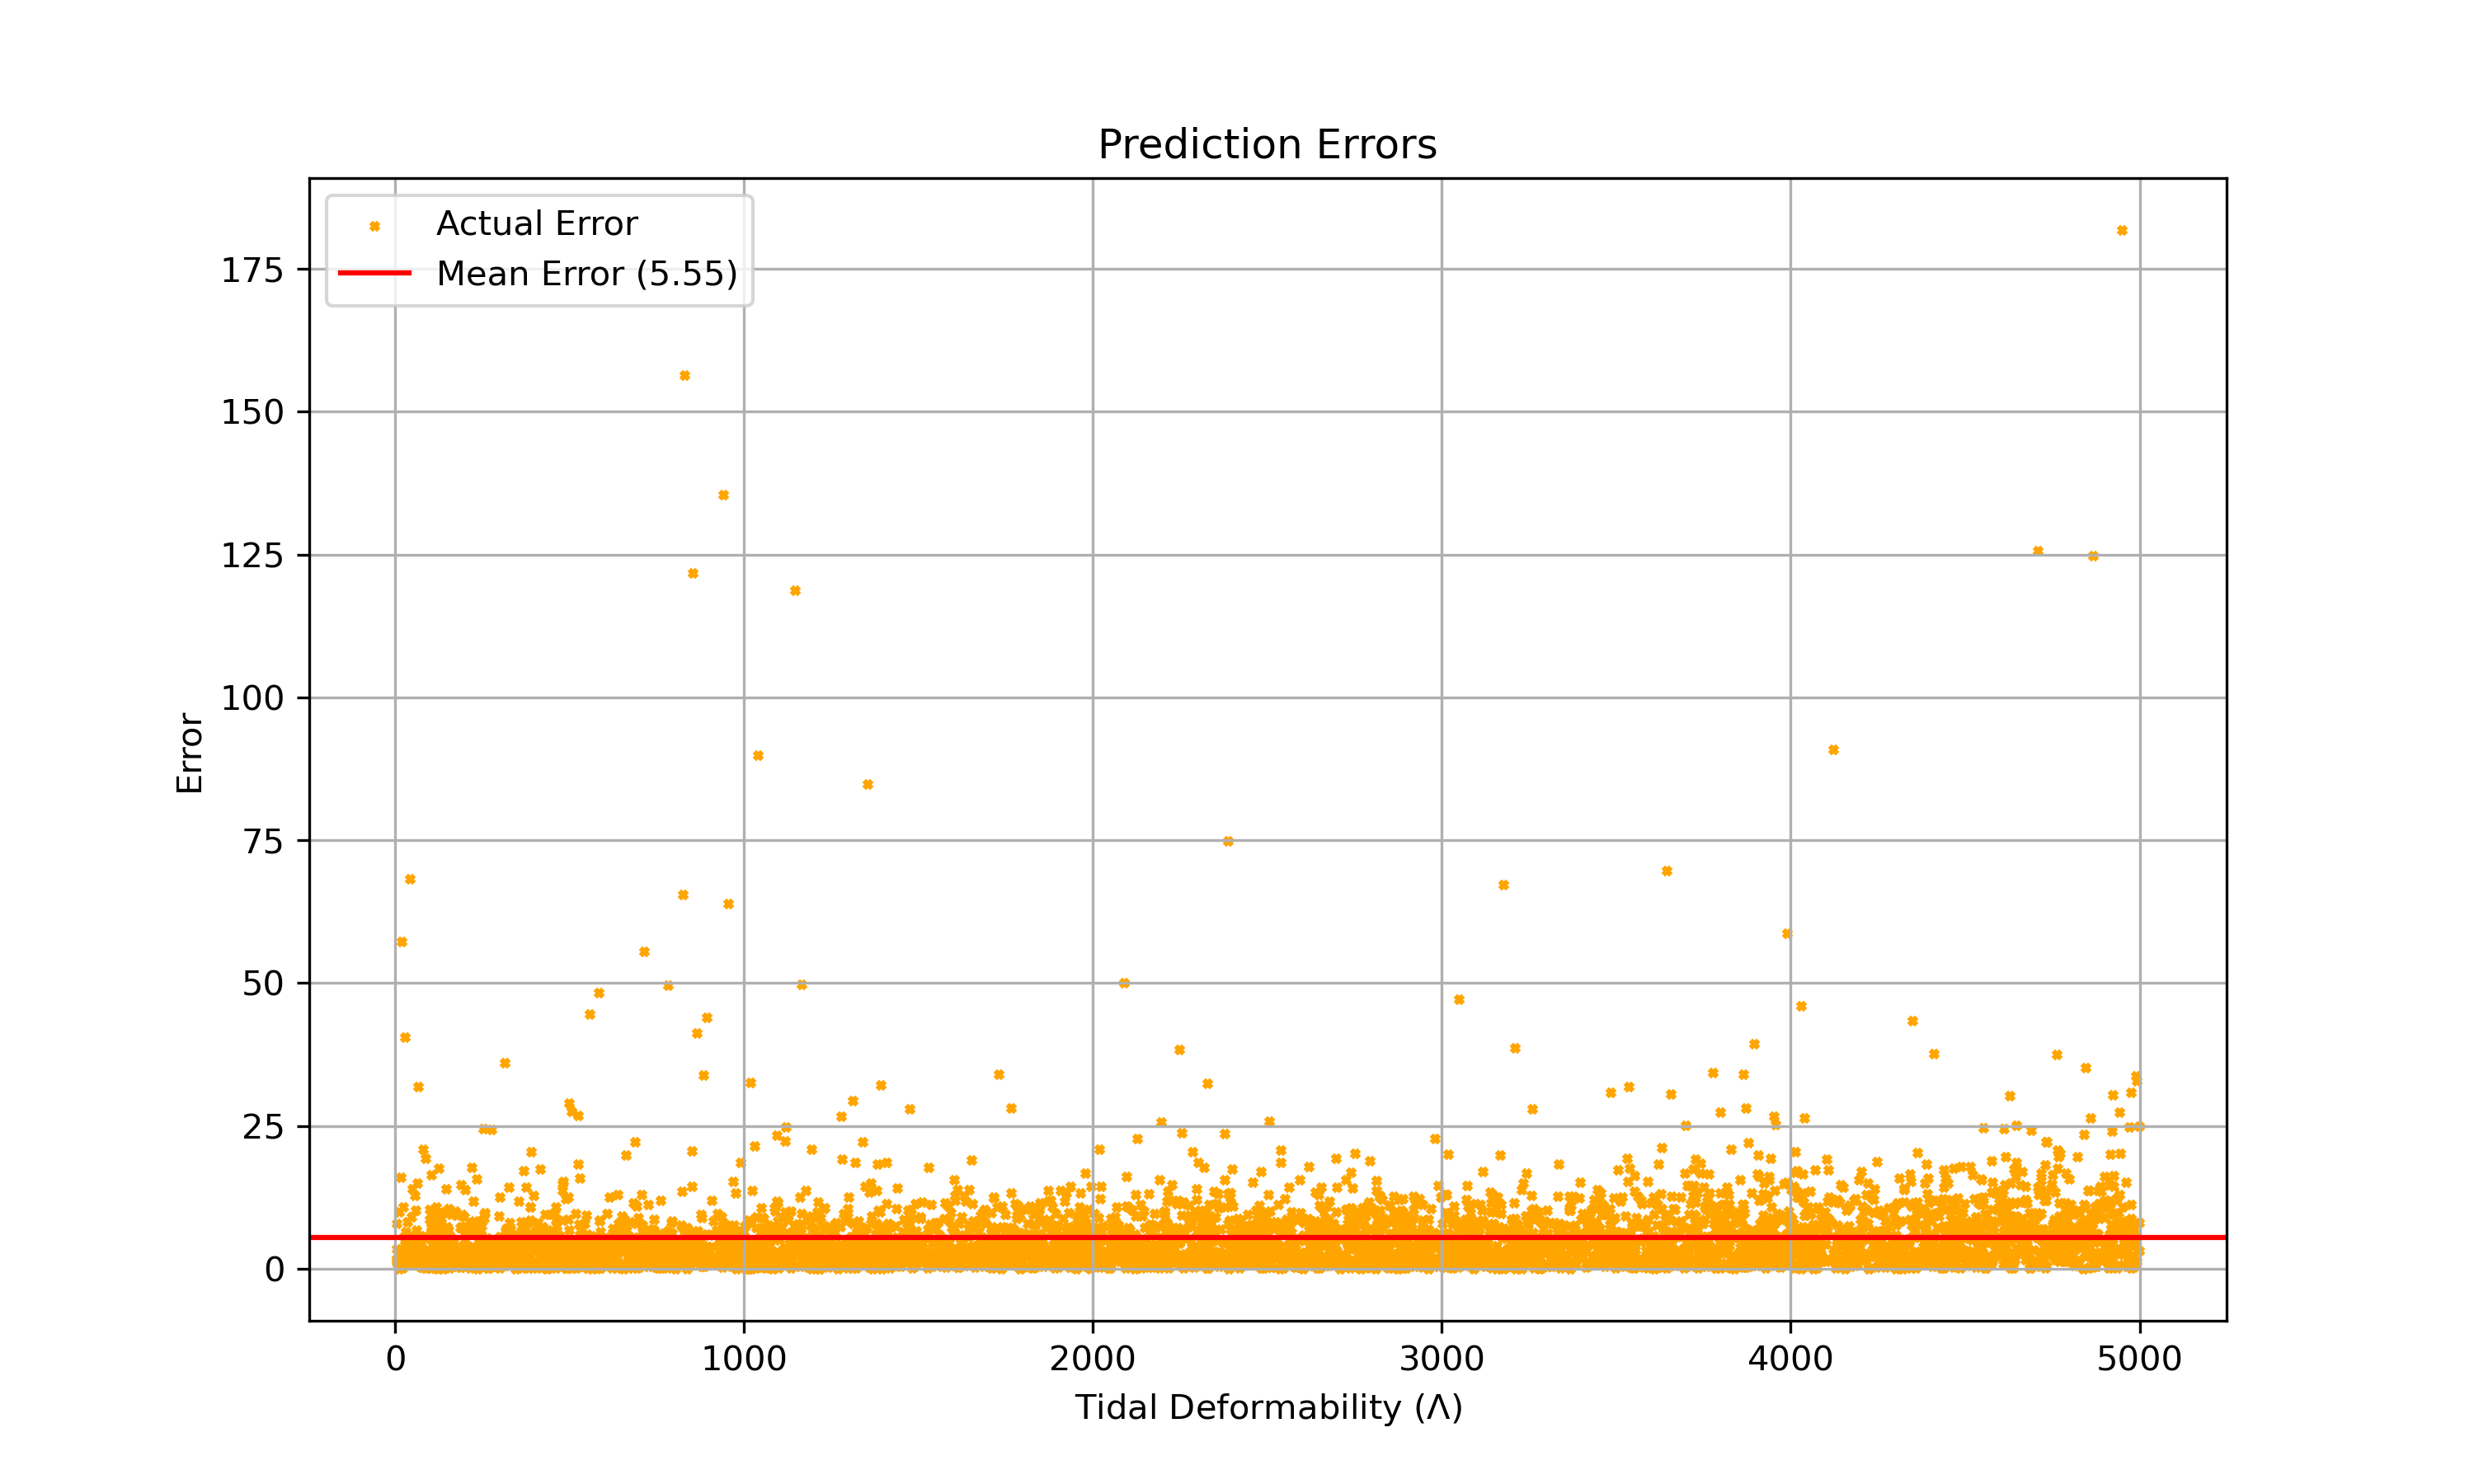 Prediction Errors
Actual Error
Mean Error (5.55)
175
150
125
100
75
50
25
0
Error
0 1000 2000 3000 4000 5000
Tidal Deformability (Λ)